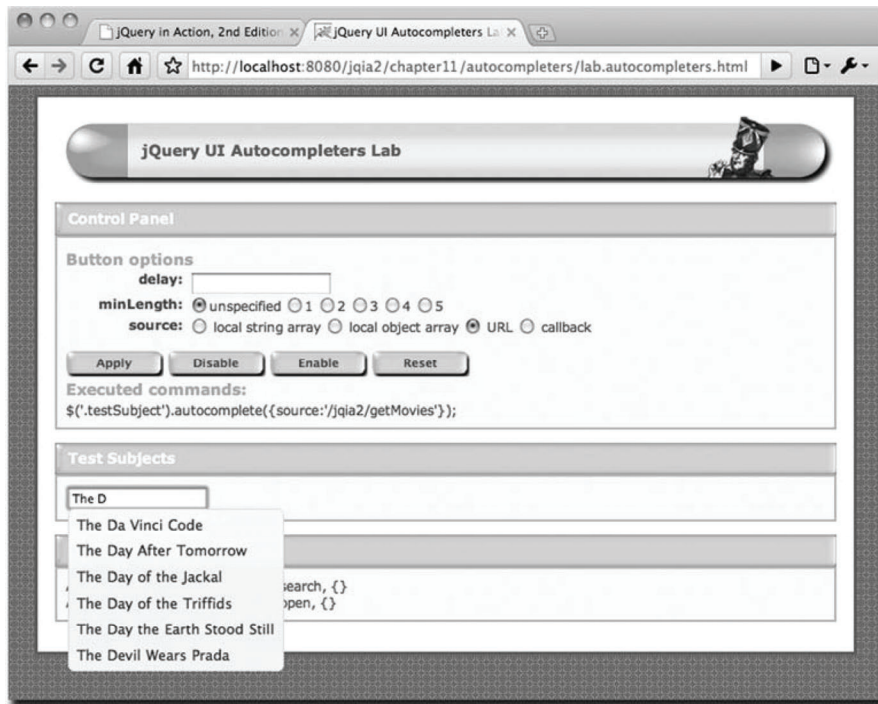 jQuery in Action, 2nd Edition
jQuery UI Autocompleters La
http://localhost:8080/jqia2/chapter11/autocompleters/lab.autocompleters.html
jQuery UI Autocompleters Lab
Control Panel
Button options
delay:
minLength: unspecified 1 2 3 4 5
source: local string array local object array URL callback
Apply Disable Enable Reset
Executed commands:
$('.testSubject').autocomplete({source:'/jqia2/getMovies'});
Test Subjects
The D
The Da Vinci Code
The Day After Tomorrow
The Day of the Jackal
search, {}
The Day of the Triffids
open, {}
The Day the Earth Stood Still
The Devil Wears Prada